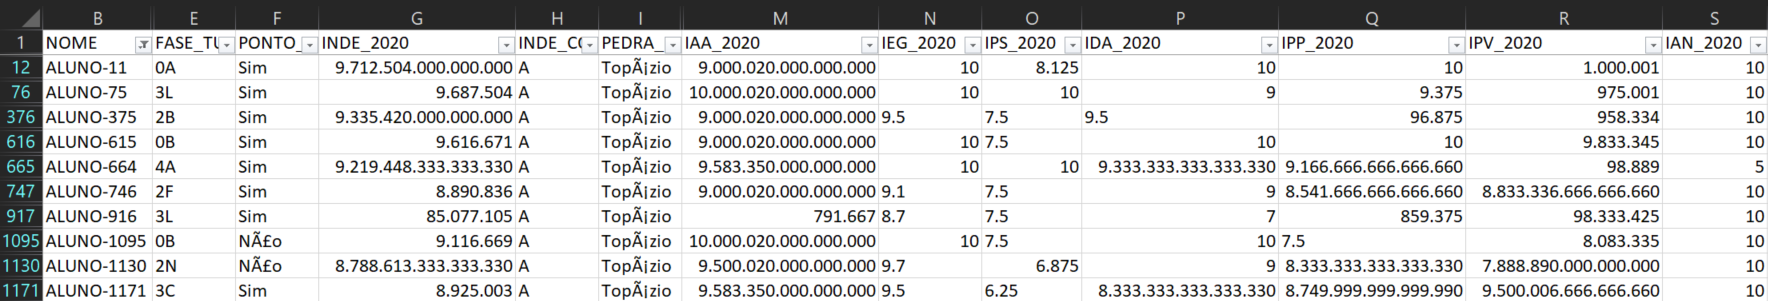 B E F G H I M N O P Q R S
1 NOME FASE_TU PONTO_ INDE_2020 INDE_CO PEDRA_ IAA_2020 IEG_2020 IPS_2020 IDA_2020 IPP_2020 IPV_2020 IAN_2020
12 ALUNO-11 0A Sim 9.712.504.000.000.000 A TopÃ¡zio 9.000.020.000.000.000 10 8.125 10 10 1.000.001 10
76 ALUNO-75 3L Sim 9.687.504 A TopÃ¡zio 10.000.020.000.000.000 10 10 9 9.375 975.001 10
376 ALUNO-375 2B Sim 9.335.420.000.000.000 A TopÃ¡zio 9.000.020.000.000.000 9.5 7.5 9.5 96.875 958.334 10
616 ALUNO-615 0B Sim 9.616.671 A TopÃ¡zio 9.000.020.000.000.000 10 7.5 10 10 9.833.345 10
665 ALUNO-664 4A Sim 9.219.448.333.333.330 A TopÃ¡zio 9.583.350.000.000.000 10 10 9.333.333.333.333.330 9.166.666.666.666.660 98.889 5
747 ALUNO-746 2F Sim 8.890.836 A TopÃ¡zio 9.000.020.000.000.000 9.1 7.5 9 8.541.666.666.666.660 8.833.336.666.666.660 10
917 ALUNO-916 3L Sim 85.077.105 A TopÃ¡zio 791.667 8.7 7.5 7 859.375 98.333.425 10
1095 ALUNO-1095 0B NÃ£o 9.116.669 A TopÃ¡zio 10.000.020.000.000.000 10 7.5 10 7.5 8.083.335 10
1130 ALUNO-1130 2N NÃ£o 8.788.613.333.333.330 A TopÃ¡zio 9.500.020.000.000.000 9.7 6.875 9 8.333.333.333.333.330 7.888.890.000.000.000 10
1171 ALUNO-1171 3C Sim 8.925.003 A TopÃ¡zio 9.583.350.000.000.000 9.5 6.25 8.333.333.333.333.330 8.749.999.999.999.990 9.500.006.666.666.660 10